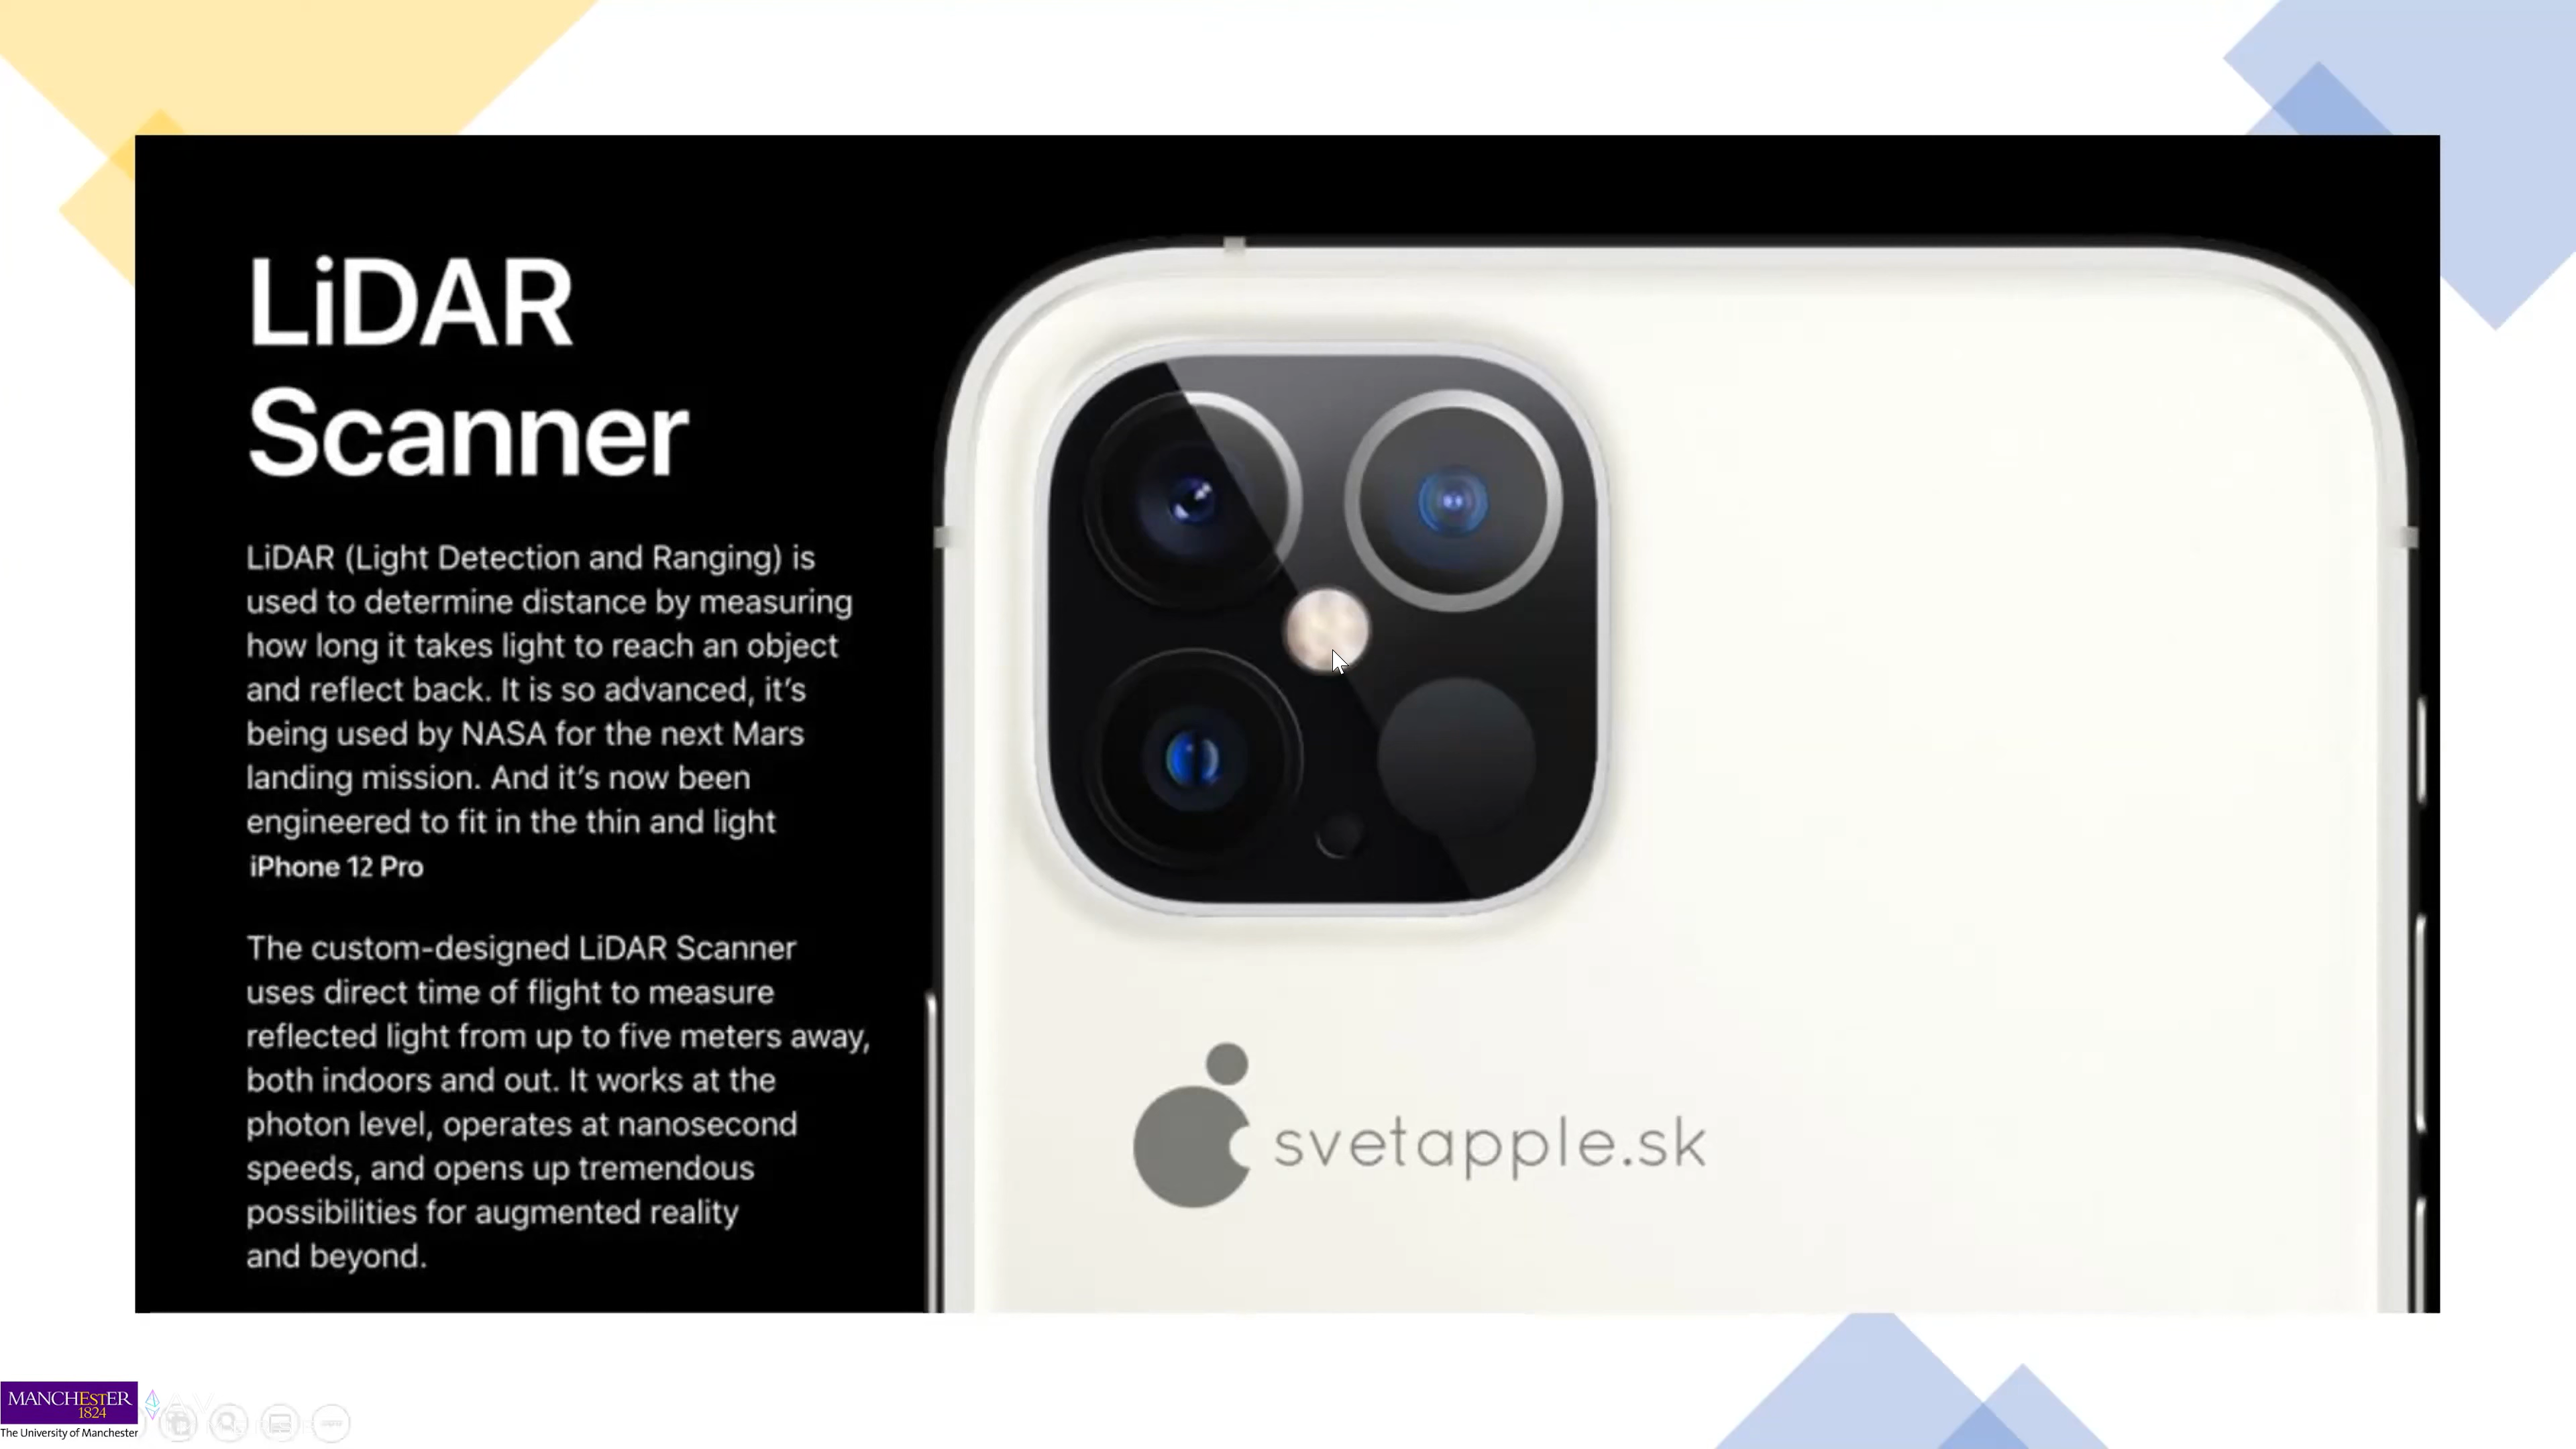 LiDAR
Scanner
LiDAR (Light Detection and Ranging) is
used to determine distance by measuring
how long it takes light to reach an object
and reflect back. It is so advanced, it’s
being used by NASA for the next Mars
landing mission. And it’s now been
engineered to fit in the thin and light
iPhone 12 Pro
The custom-designed LiDAR Scanner
uses direct time of flight to measure
reflected light from up to five meters away,
both indoors and out. It works at the
photon level, operates at nanosecond
speeds, and opens up tremendous
possibilities for augmented reality
and beyond.
svetapple.sk
MANCHESTER
1824
The University of Manchester